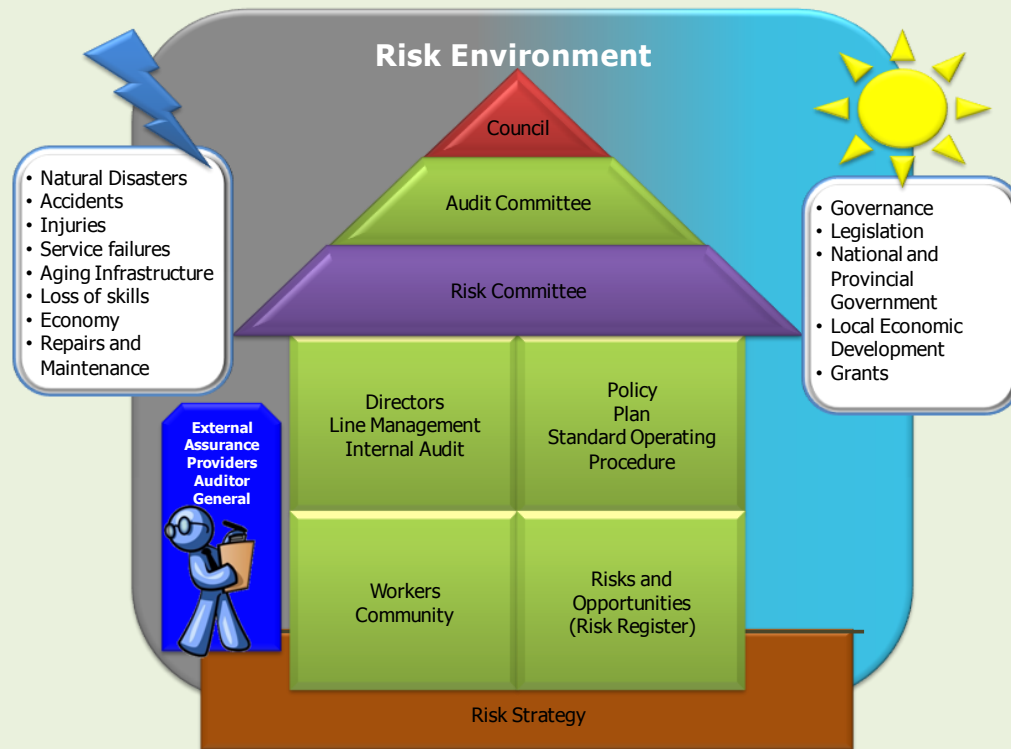 Risk Environment
Council
Audit Committee
Risk Committee
• Natural Disasters
• Accidents
• Injuries
• Service failures
• Aging Infrastructure
• Loss of skills
• Economy
• Repairs and
Maintenance
• Governance
• Legislation
• National and
Provincial
Government
• Local Economic
Development
• Grants
Directors
Line Management
Internal Audit
Policy
Plan
Standard Operating
Procedure
External
Assurance
Providers
Auditor
General
Workers
Community
Risks and
Opportunities
(Risk Register)
Risk Strategy